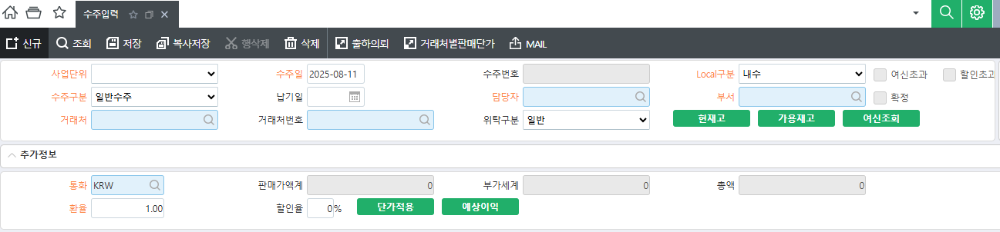 수주입력
신규 조회 저장 복사저장 행삭제 삭제 출하의뢰 거래처별판매단가 MAIL
사업단위 수주일 2025-08-11 수주번호 Local구분 내수 여신초과 할인초과
수주구분 일반수주 납기일 담당자 부서 확정
거래처 거래처번호 위탁구분 일반 현재고 가용재고 여신조회
추가정보
통화 KRW 판매가액계 0 부가세계 0 총액 0
환율 1.00 할인율 0% 단가적용 예상이익